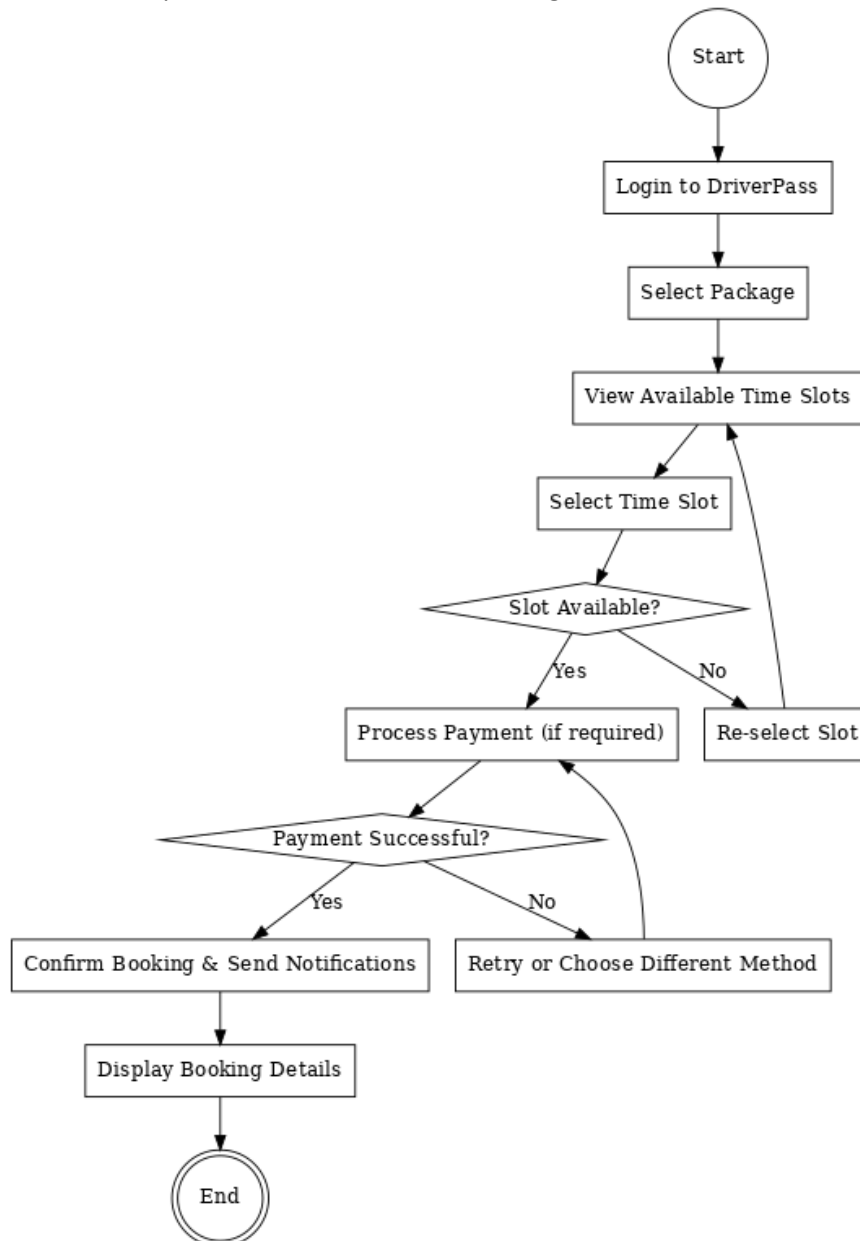 Start
Login to DriverPass
Select Package
View Available Time Slots
Select Time Slot
Slot Available?
Yes
No
Process Payment (if required)
Re-select Slot
Payment Successful?
Yes
No
Confirm Booking & Send Notifications
Retry or Choose Different Method
Display Booking Details
End